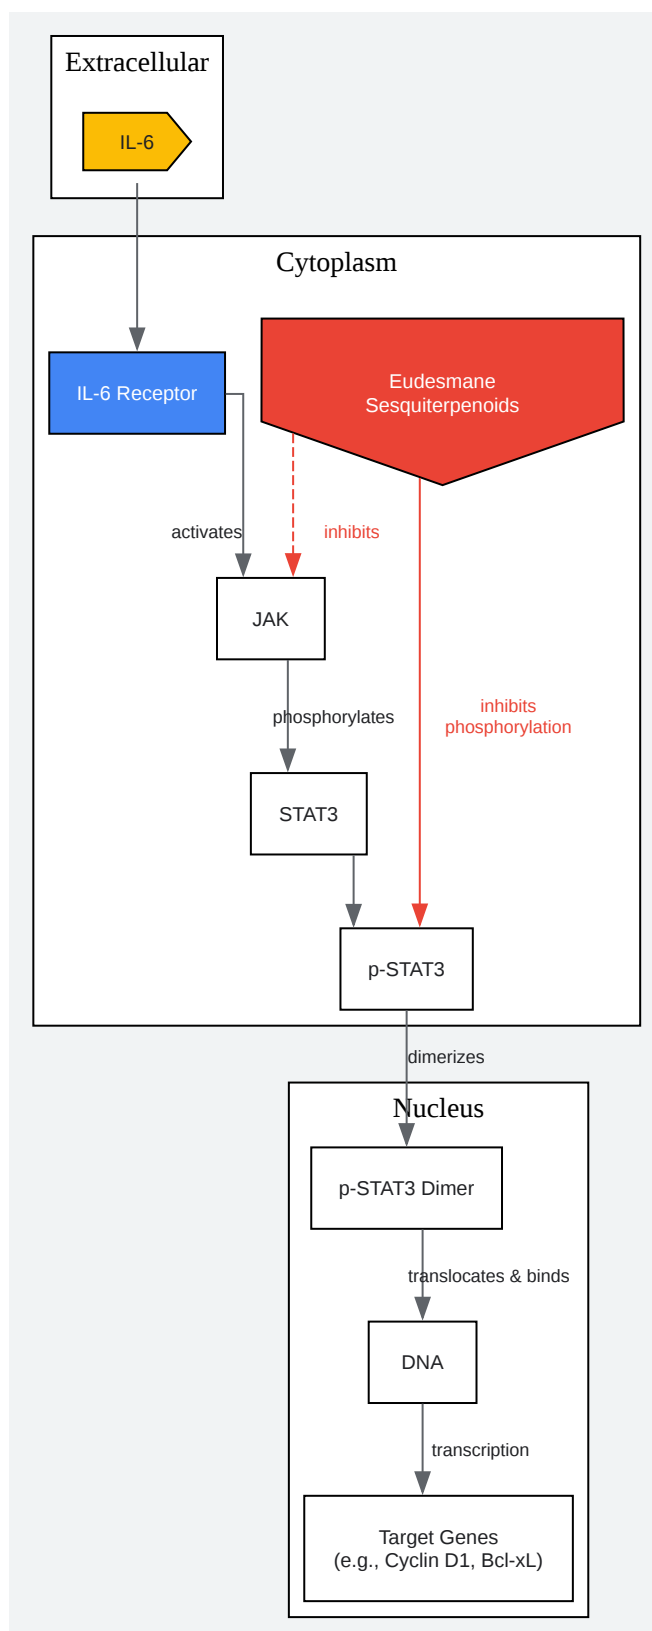 Extracellular
IL-6
Cytoplasm
IL-6 Receptor
Eudesmane
Sesquiterpenoids
activates
inhibits
JAK
phosphorylates
inhibits
phosphorylation
STAT3
p-STAT3
dimerizes
Nucleus
p-STAT3 Dimer
translocates & binds
DNA
transcription
Target Genes
(e.g., Cyclin D1, Bcl-xL)